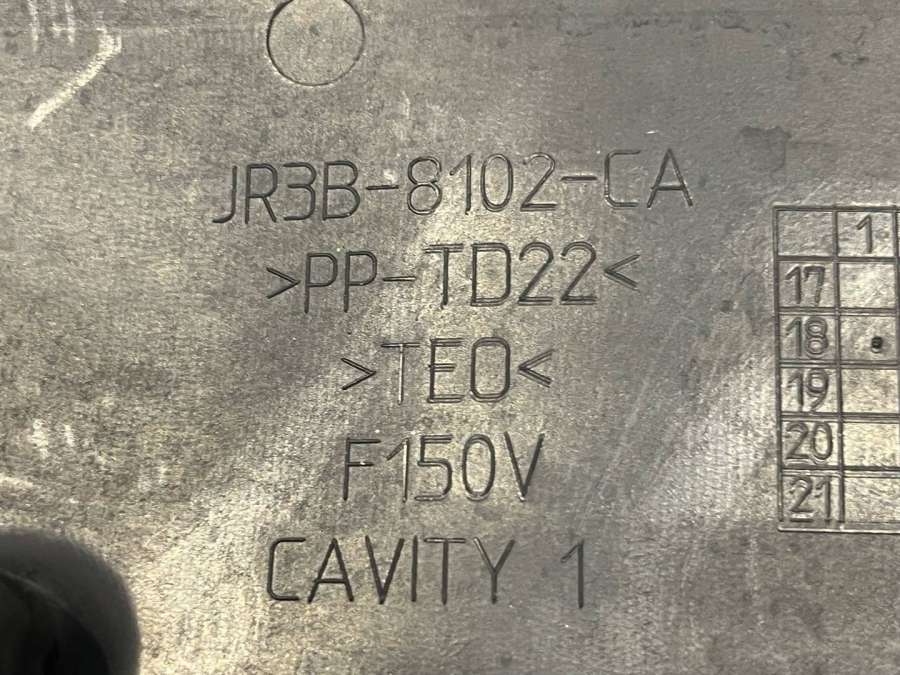 JR3B-8102-CA
>PP-TD22<
>TEO<
F150V
CAVITY 1
1
17
18
19
20
21